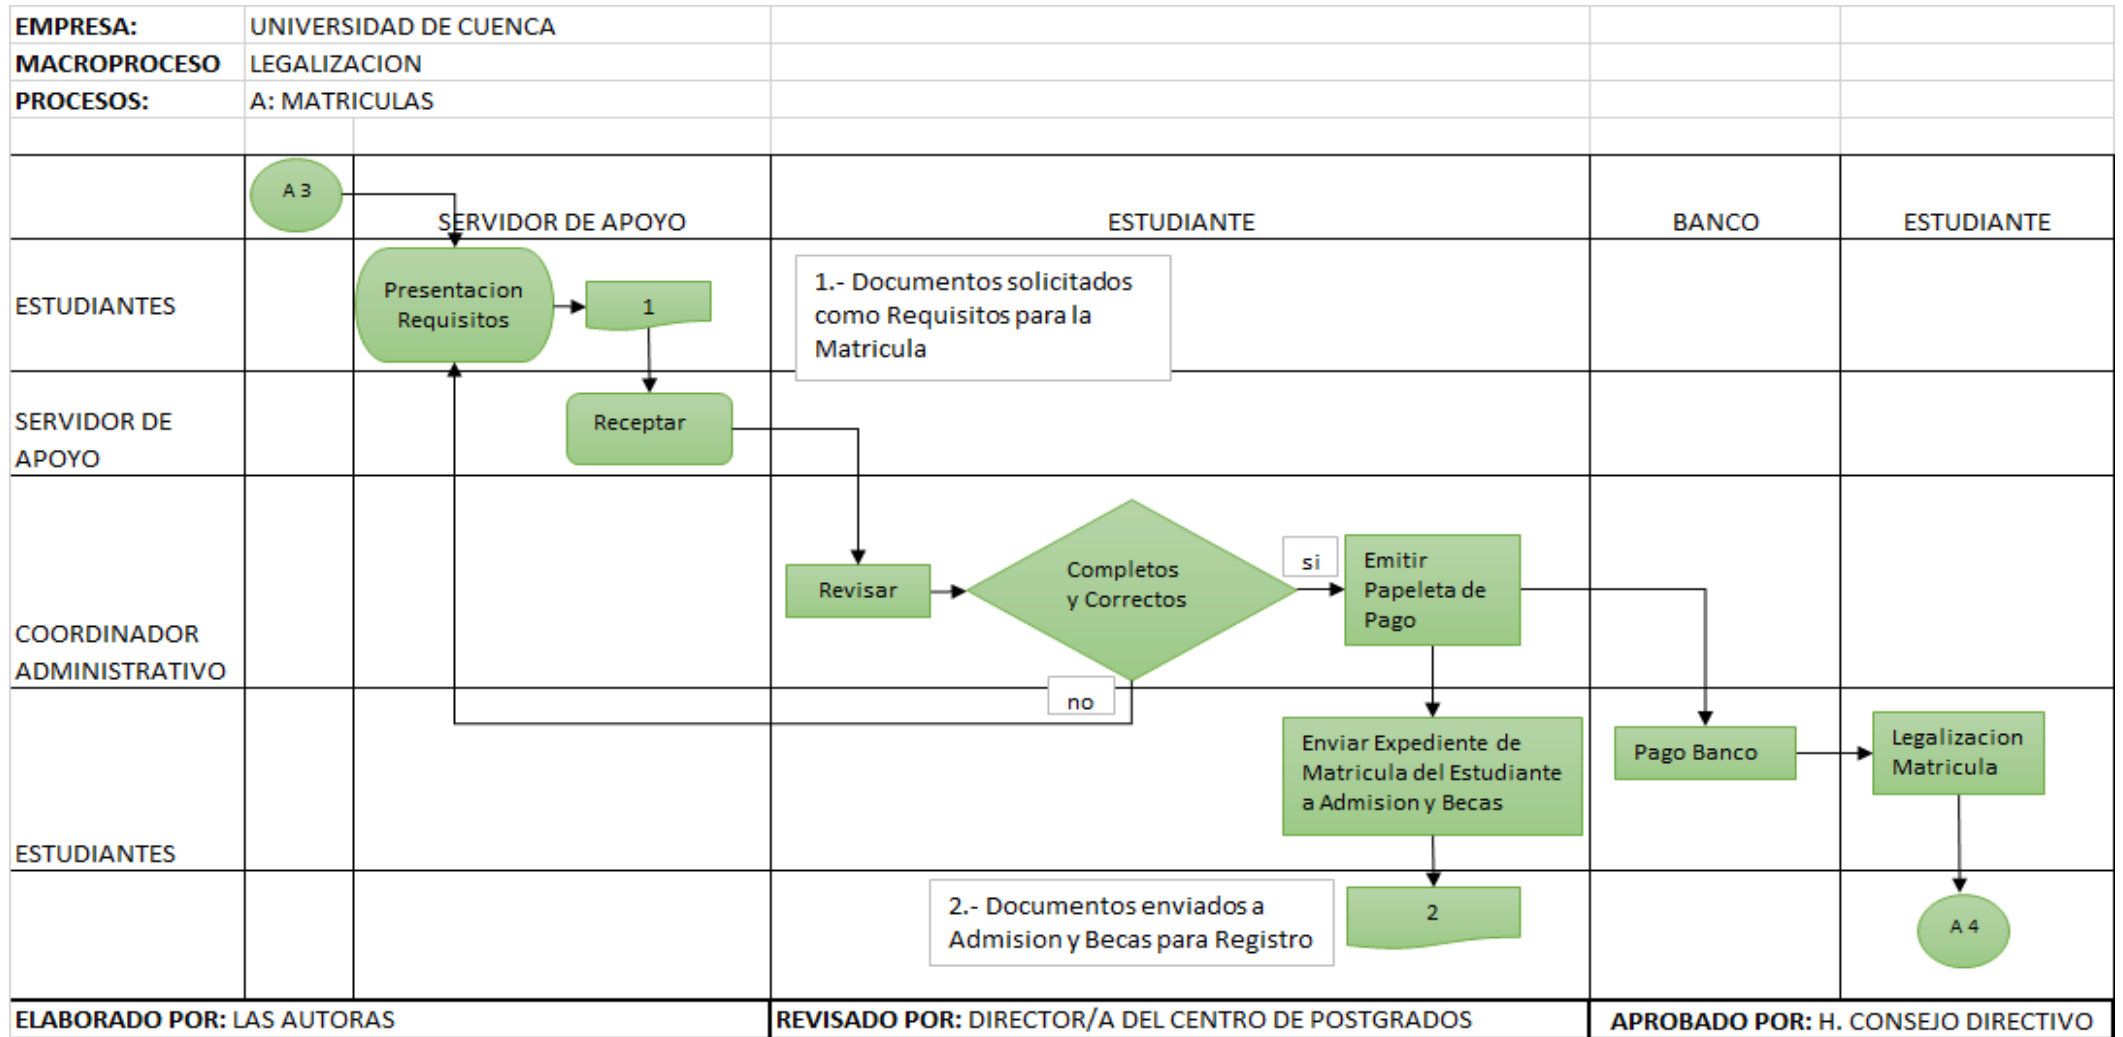 EMPRESA: UNIVERSIDAD DE CUENCA
MACROPROCESO LEGALIZACION
PROCESOS: A: MATRICULAS
A 3
SERVIDOR DE APOYO
ESTUDIANTE
BANCO
ESTUDIANTE
ESTUDIANTES
Presentacion
Requisitos
1
1.- Documentos solicitados
como Requisitos para la
Matricula
SERVIDOR DE
APOYO
Receptar
COORDINADOR
ADMINISTRATIVO
Revisar
Completos
y Correctos
si
no
Emitir
Papeleta de
Pago
ESTUDIANTES
Enviar Expediente de
Matricula del Estudiante
a Admision y Becas
Pago Banco
Legalizacion
Matricula
2.- Documentos enviados a
Admision y Becas para Registro
2
A 4
ELABORADO POR: LAS AUTORAS
REVISADO POR: DIRECTOR/A DEL CENTRO DE POSTGRADOS
APROBADO POR: H. CONSEJO DIRECTIVO